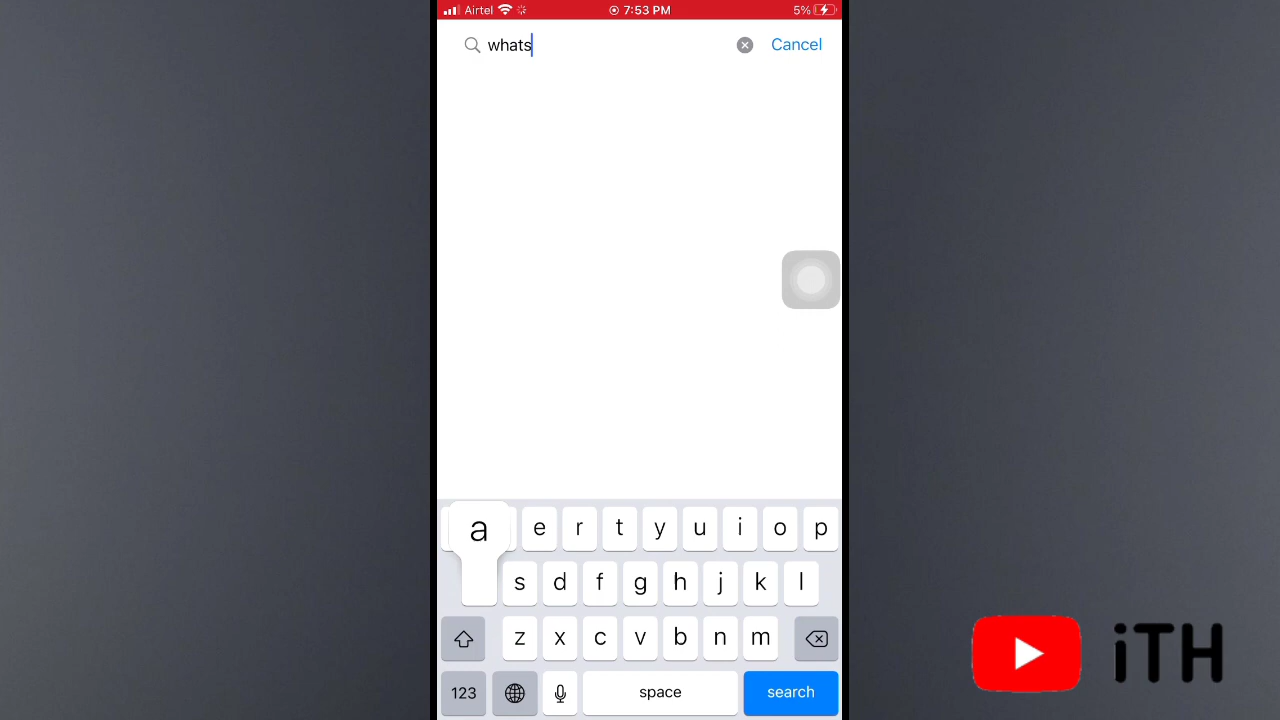 Airtel 7:53 PM 5%
whats Cancel
a e r t y u i o p
s d f g h j k l
z x c v b n m
123 space search
iTH